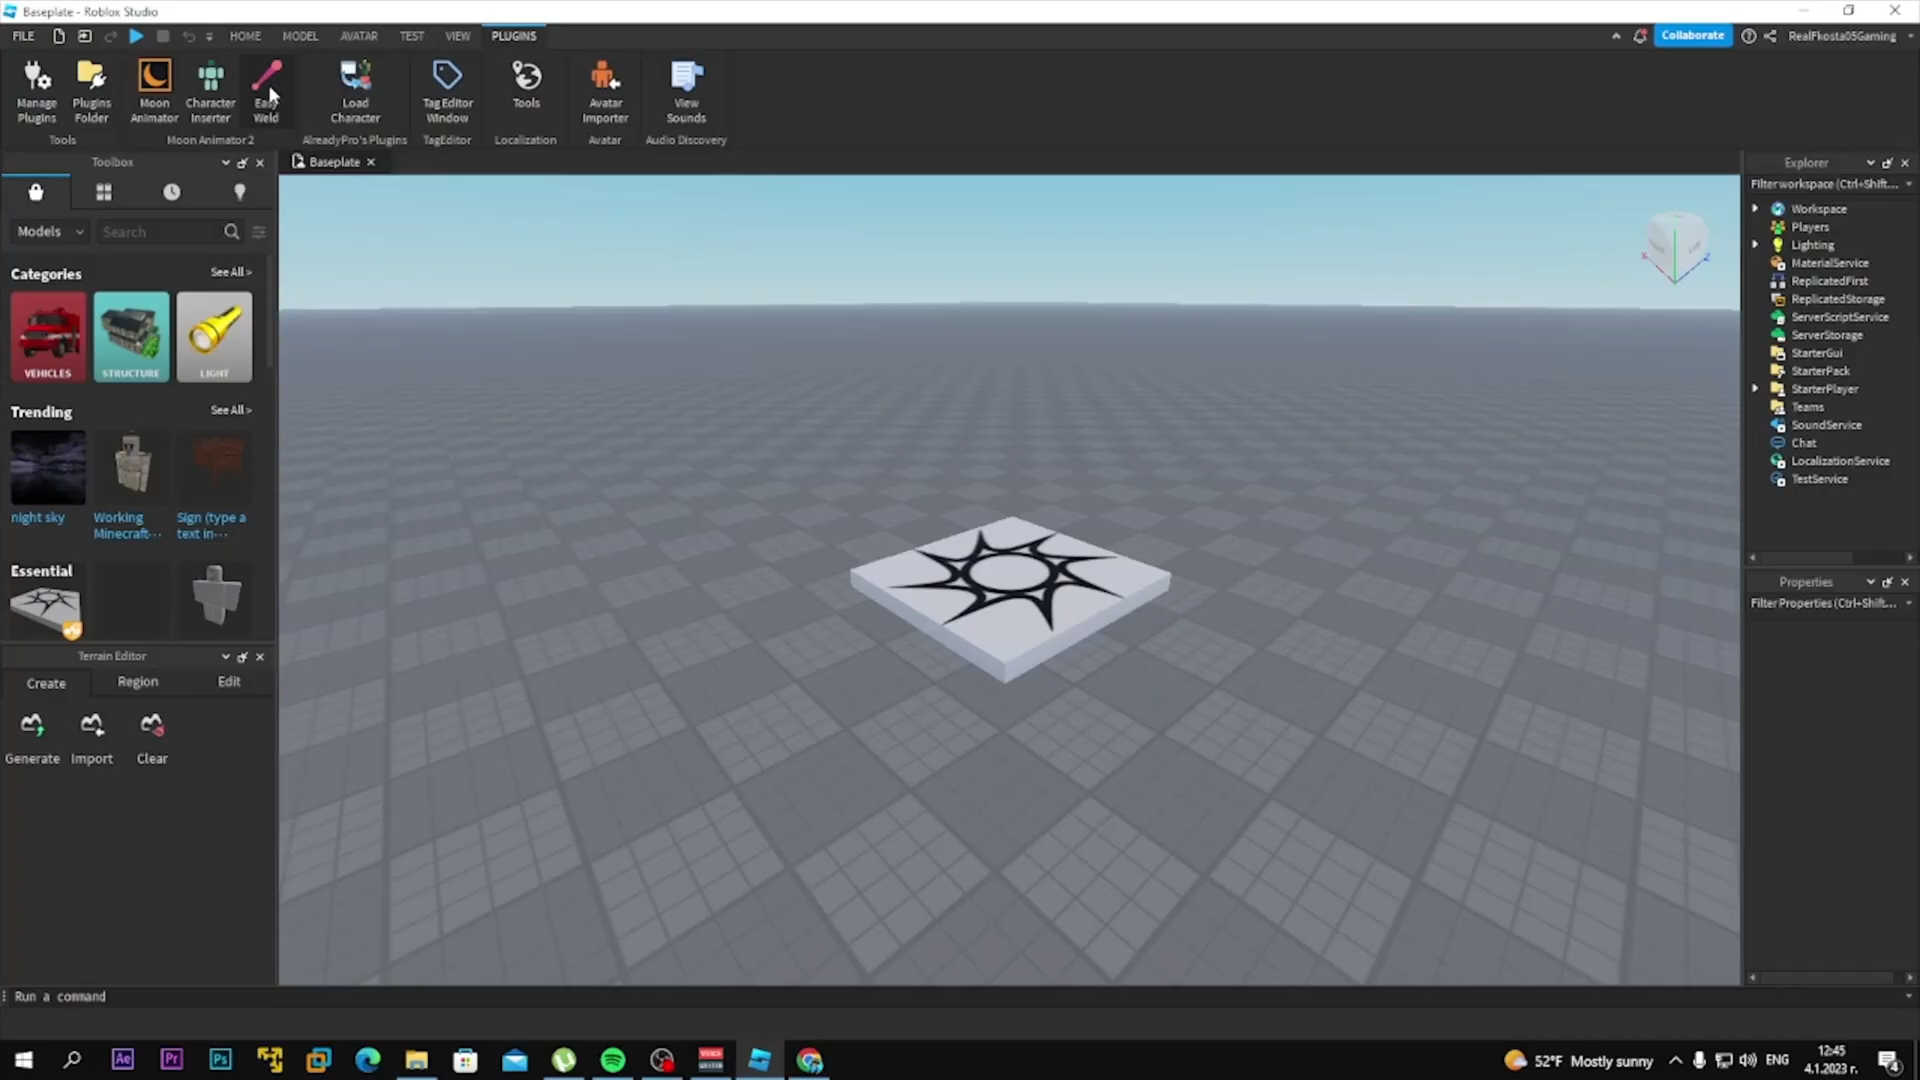 Baseplate - Roblox Studio
FILE HOME MODEL AVATAR TEST VIEW PLUGINS Collaborate RealFkosta05Gaming
Manage Plugins
Plugins Folder
Moon Animator
Character Inserter
Easy Weld
Load Character
Tag Editor Window
Tools
Avatar Importer
View Sounds
Tools Moon Animator 2 AlreadyPro's Plugins TagEditor Localization Avatar Audio Discovery
Toolbox
Models Search
Categories See All >
VEHICLES STRUCTURE LIGHT
Trending See All >
night sky
Working Minecraft...
Sign (type a text in...
Essential
Terrain Editor
Create Region Edit
Generate Import Clear
Baseplate
Explorer
Filter workspace (Ctrl+Shift...
Workspace
Players
Lighting
MaterialService
ReplicatedFirst
ReplicatedStorage
ServerScriptService
ServerStorage
StarterGui
StarterPack
StarterPlayer
Teams
SoundService
Chat
LocalizationService
TestService
Properties
Filter Properties (Ctrl+Shift...
Run a command
Ae Pr Ps
52°F Mostly sunny ENG
12:45
4.1.2023 г.
4